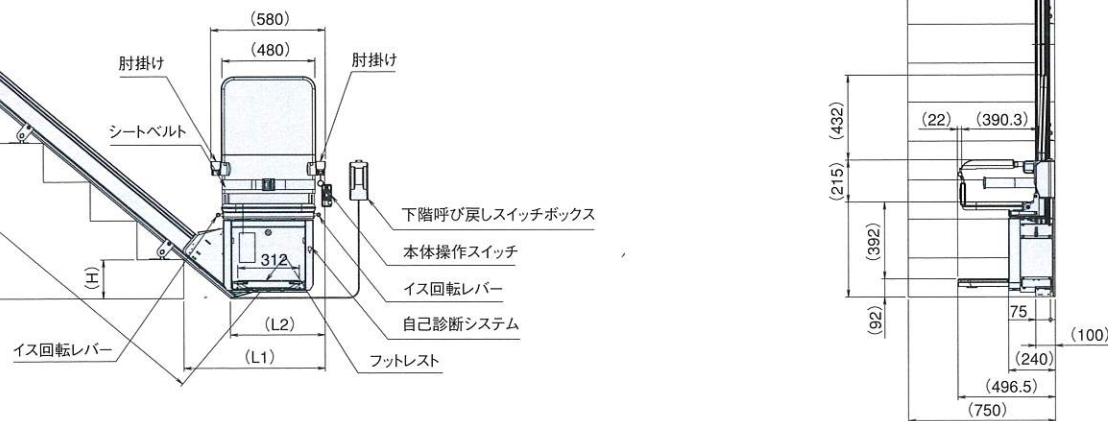 (580)
(480)
肘掛け
肘掛け
シートベルト
下階呼び戻しスイッチボックス
本体操作スイッチ
312
イス回転レバー
(H)
自己診断システム
(L2)
イス回転レバー
(L1)
フットレスト
(432)
(22)
(390.3)
(215)
(392)
(92)
75
(100)
(240)
(496.5)
(750)